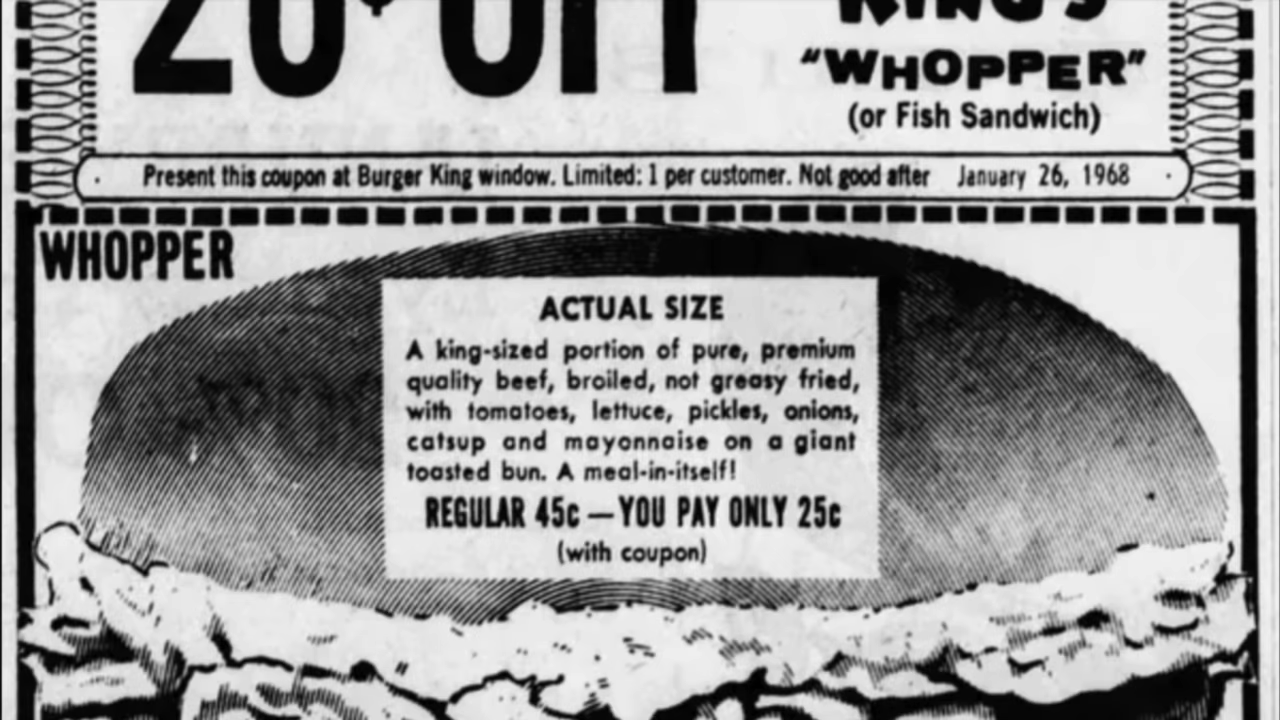 20¢ OFF
KING'S
"WHOPPER"
(or Fish Sandwich)
Present this coupon at Burger King window. Limited: 1 per customer. Not good after January 26, 1968
WHOPPER
ACTUAL SIZE
A king-sized portion of pure, premium
quality beef, broiled, not greasy fried,
with tomatoes, lettuce, pickles, onions,
catsup and mayonnaise on a giant
toasted bun. A meal-in-itself!
REGULAR 45c — YOU PAY ONLY 25c
(with coupon)